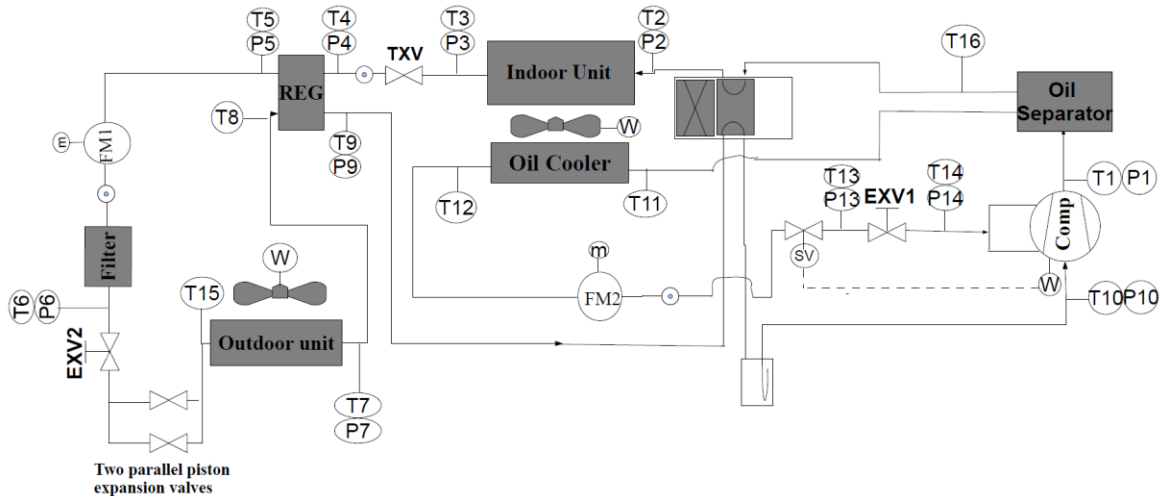 T5
P5
T4
P4
TXV
T3
P3
T2
P2
T16
Indoor Unit
REG
Oil
Separator
T8
W
m
FM1
T9
P9
Oil Cooler
T12
T11
T13
P13
EXV1
T14
P14
T1
P1
Comp
Filter
W
m
SV
W
FM2
T10
P10
T6
P6
T15
EXV2
Outdoor unit
T7
P7
Two parallel piston
expansion valves